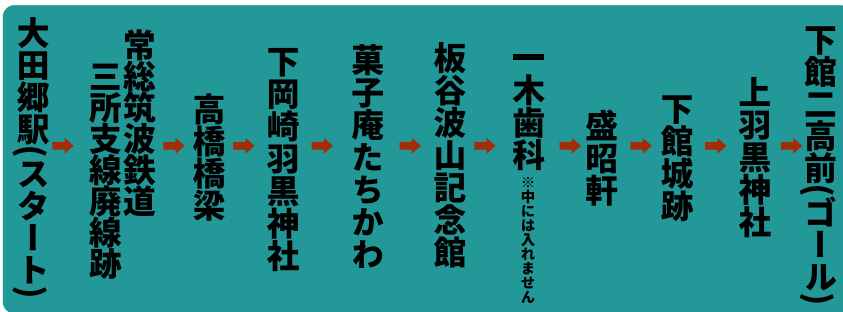 大田郷駅(スタート)
常総筑波鉄道
三所支線廃線跡
高橋橋梁
下岡崎羽黒神社
菓子庵たちかわ
板谷波山記念館
一木歯科※中には入れません
盛昭軒
下館城跡
上羽黒神社
下館二高前(ゴール)